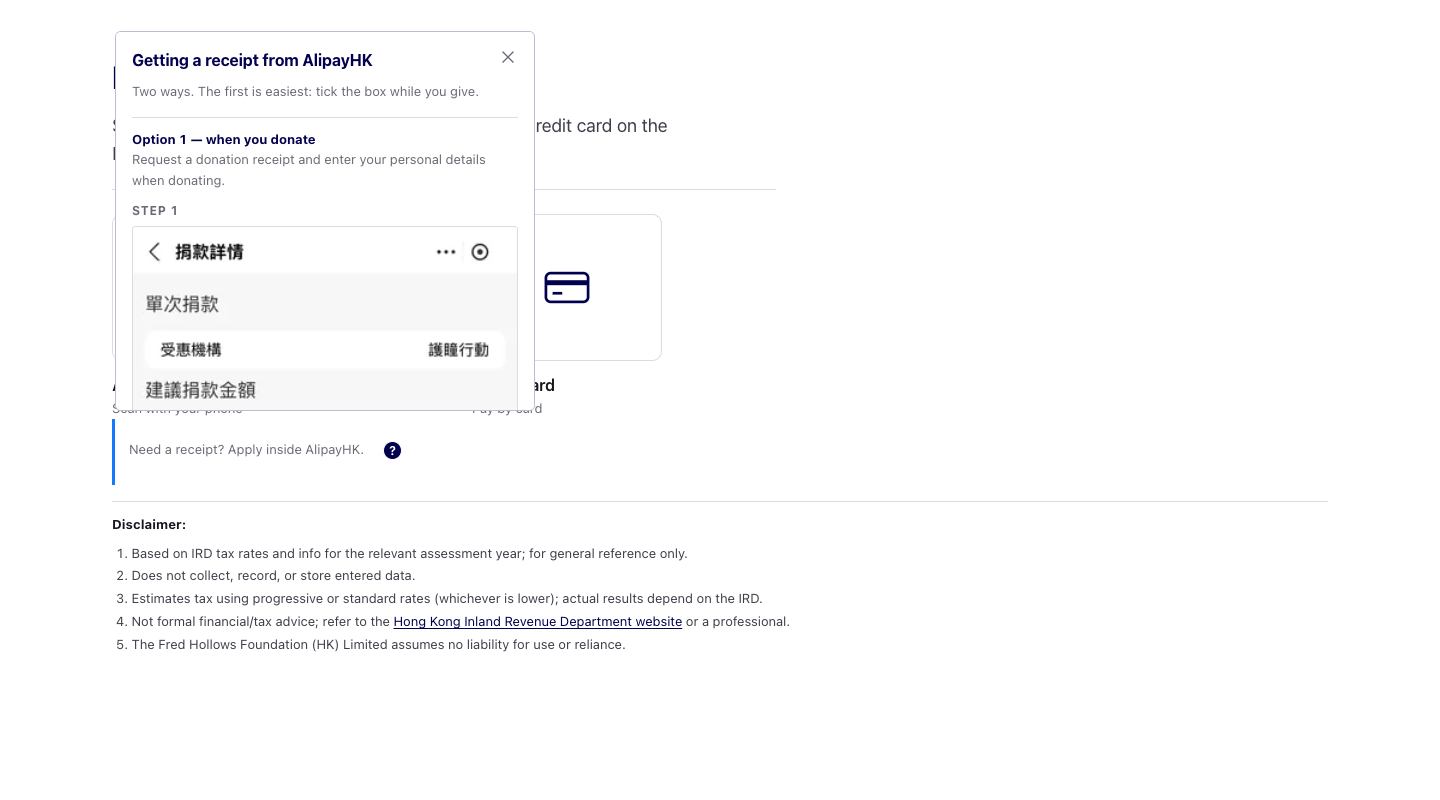 Getting a receipt from AlipayHK
Two ways. The first is easiest: tick the box while you give.
Option 1 — when you donate
Request a donation receipt and enter your personal details
when donating.
STEP 1
捐款詳情
單次捐款
受惠機構 護瞳行動
建議捐款金額
redit card on the
ard
Scan with your phone
Pay by card
Need a receipt? Apply inside AlipayHK. ?
Disclaimer:
1. Based on IRD tax rates and info for the relevant assessment year; for general reference only.
2. Does not collect, record, or store entered data.
3. Estimates tax using progressive or standard rates (whichever is lower); actual results depend on the IRD.
4. Not formal financial/tax advice; refer to the Hong Kong Inland Revenue Department website or a professional.
5. The Fred Hollows Foundation (HK) Limited assumes no liability for use or reliance.